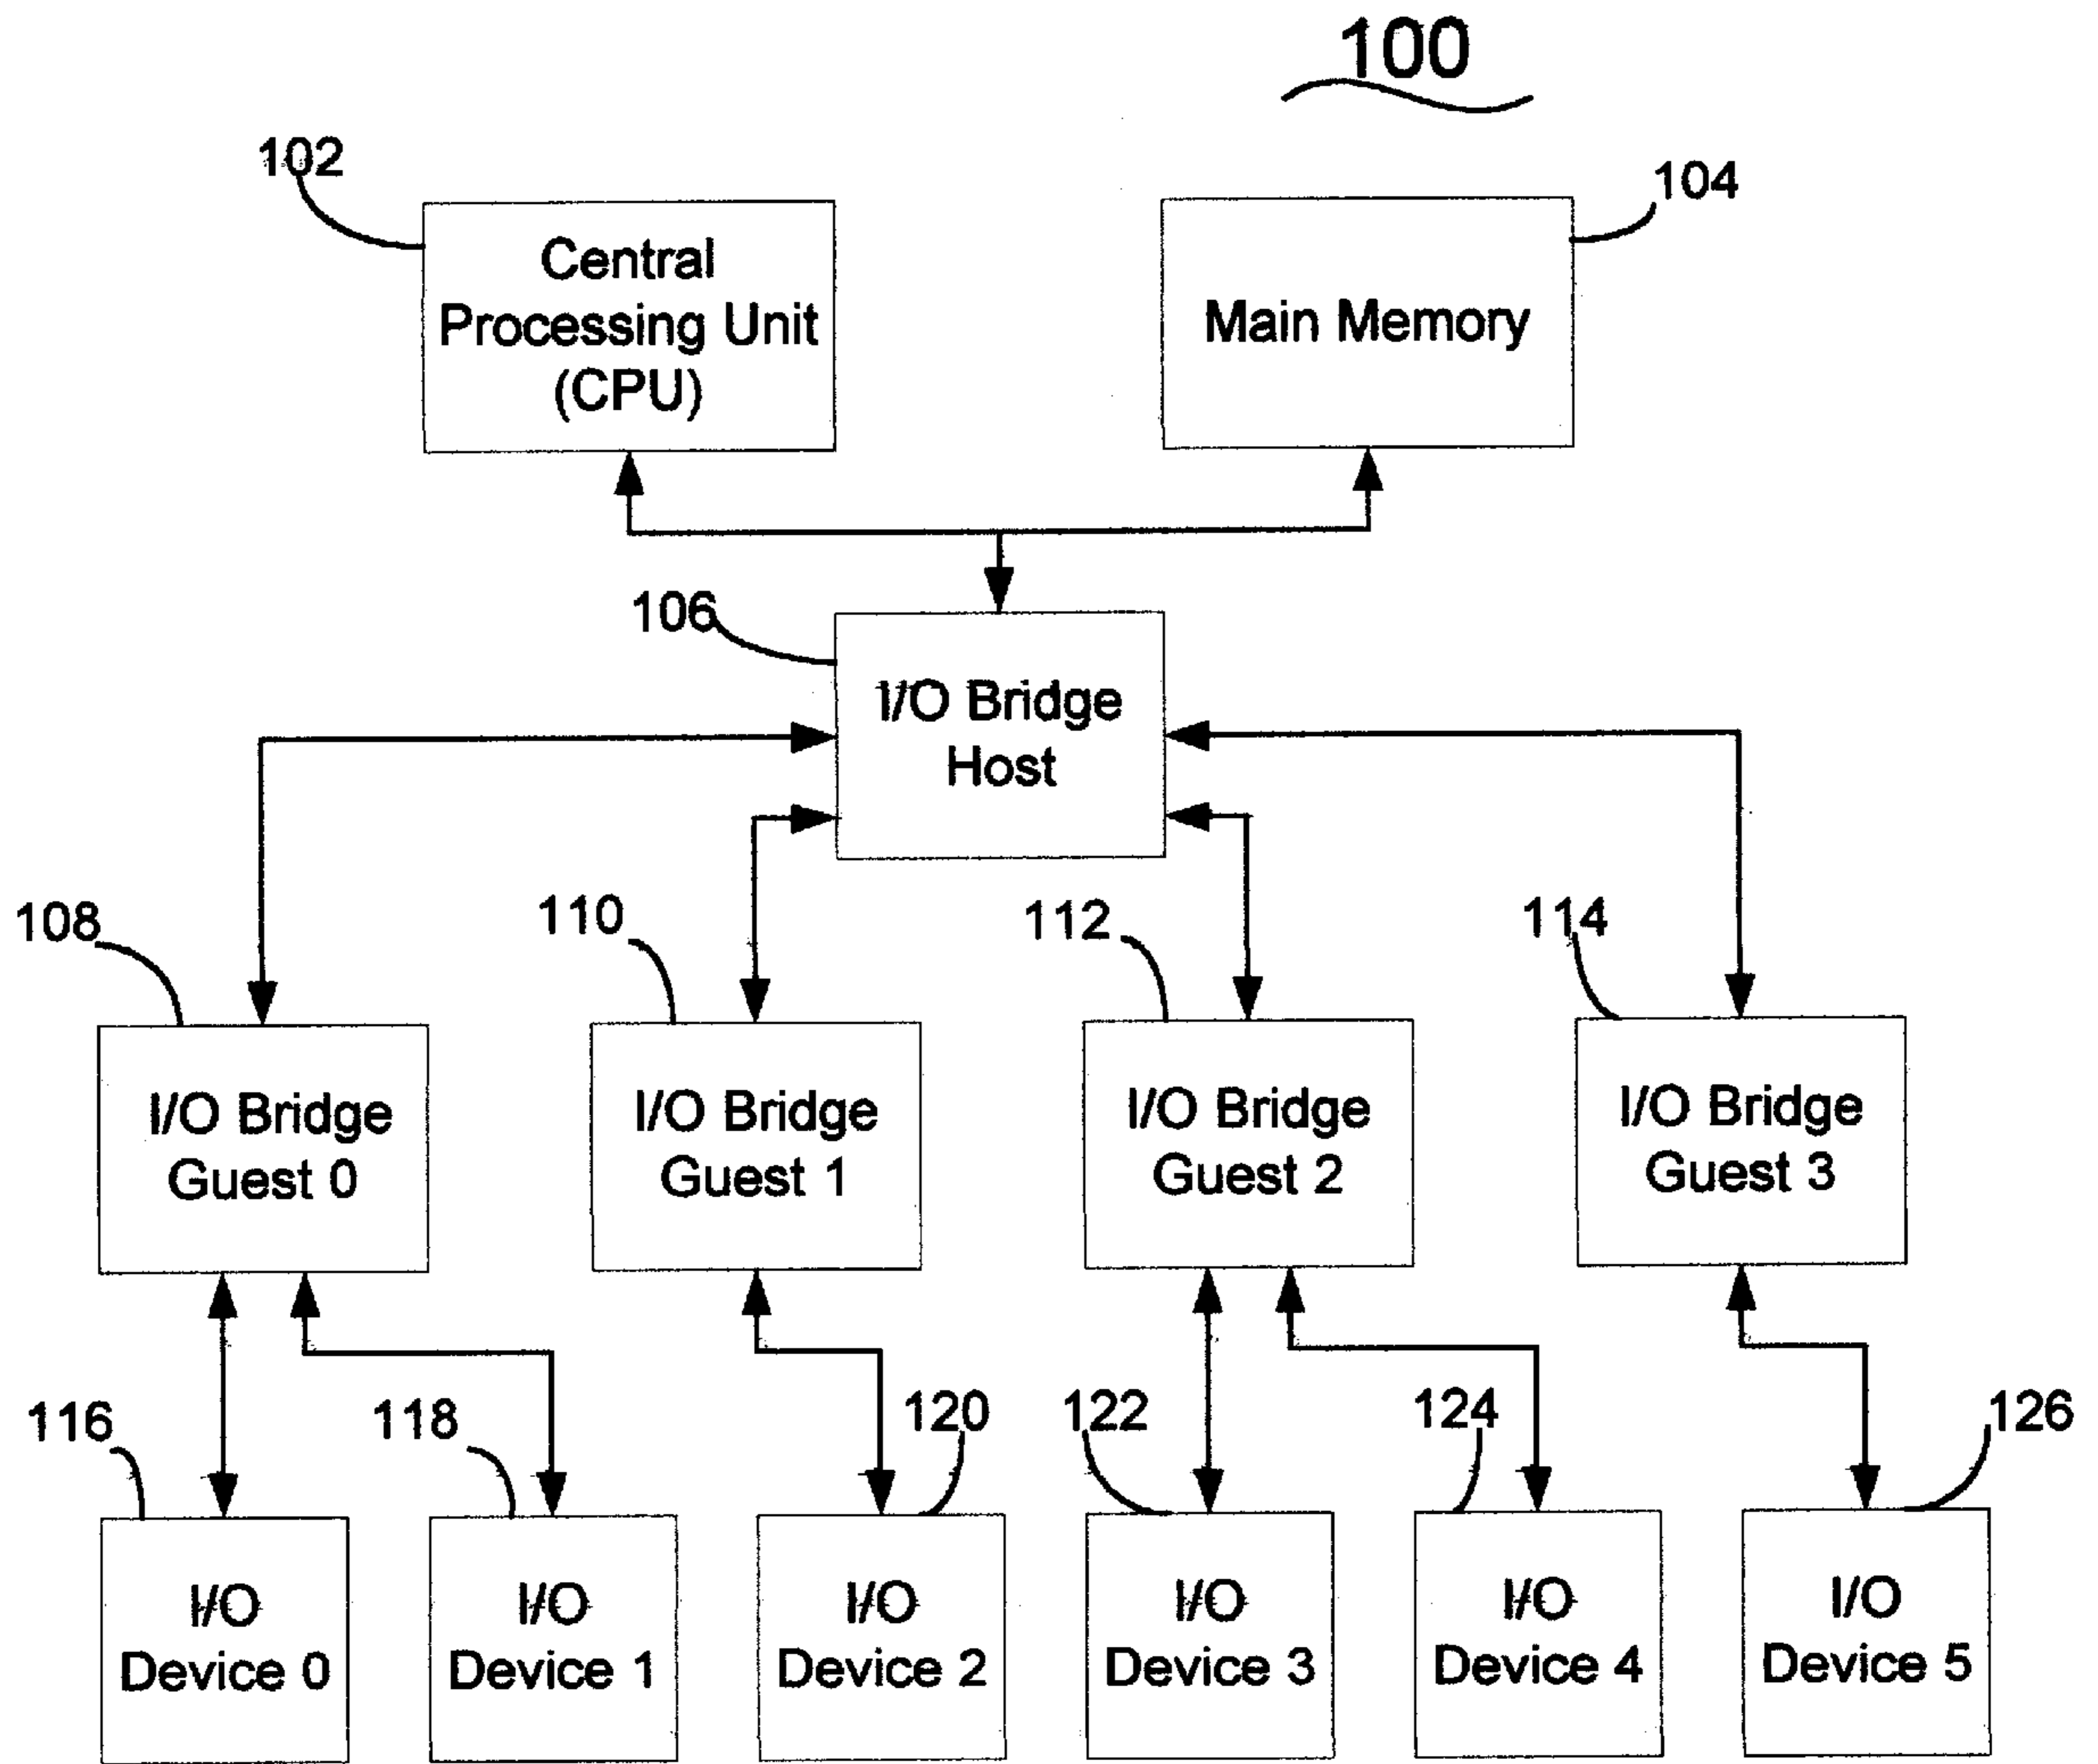 100
102
104
Central
Processing Unit
(CPU)
Main Memory
106
I/O Bridge
Host
108
110
112
114
I/O Bridge
Guest 0
I/O Bridge
Guest 1
I/O Bridge
Guest 2
I/O Bridge
Guest 3
116
118
120
122
124
126
I/O
Device 0
I/O
Device 1
I/O
Device 2
I/O
Device 3
I/O
Device 4
I/O
Device 5